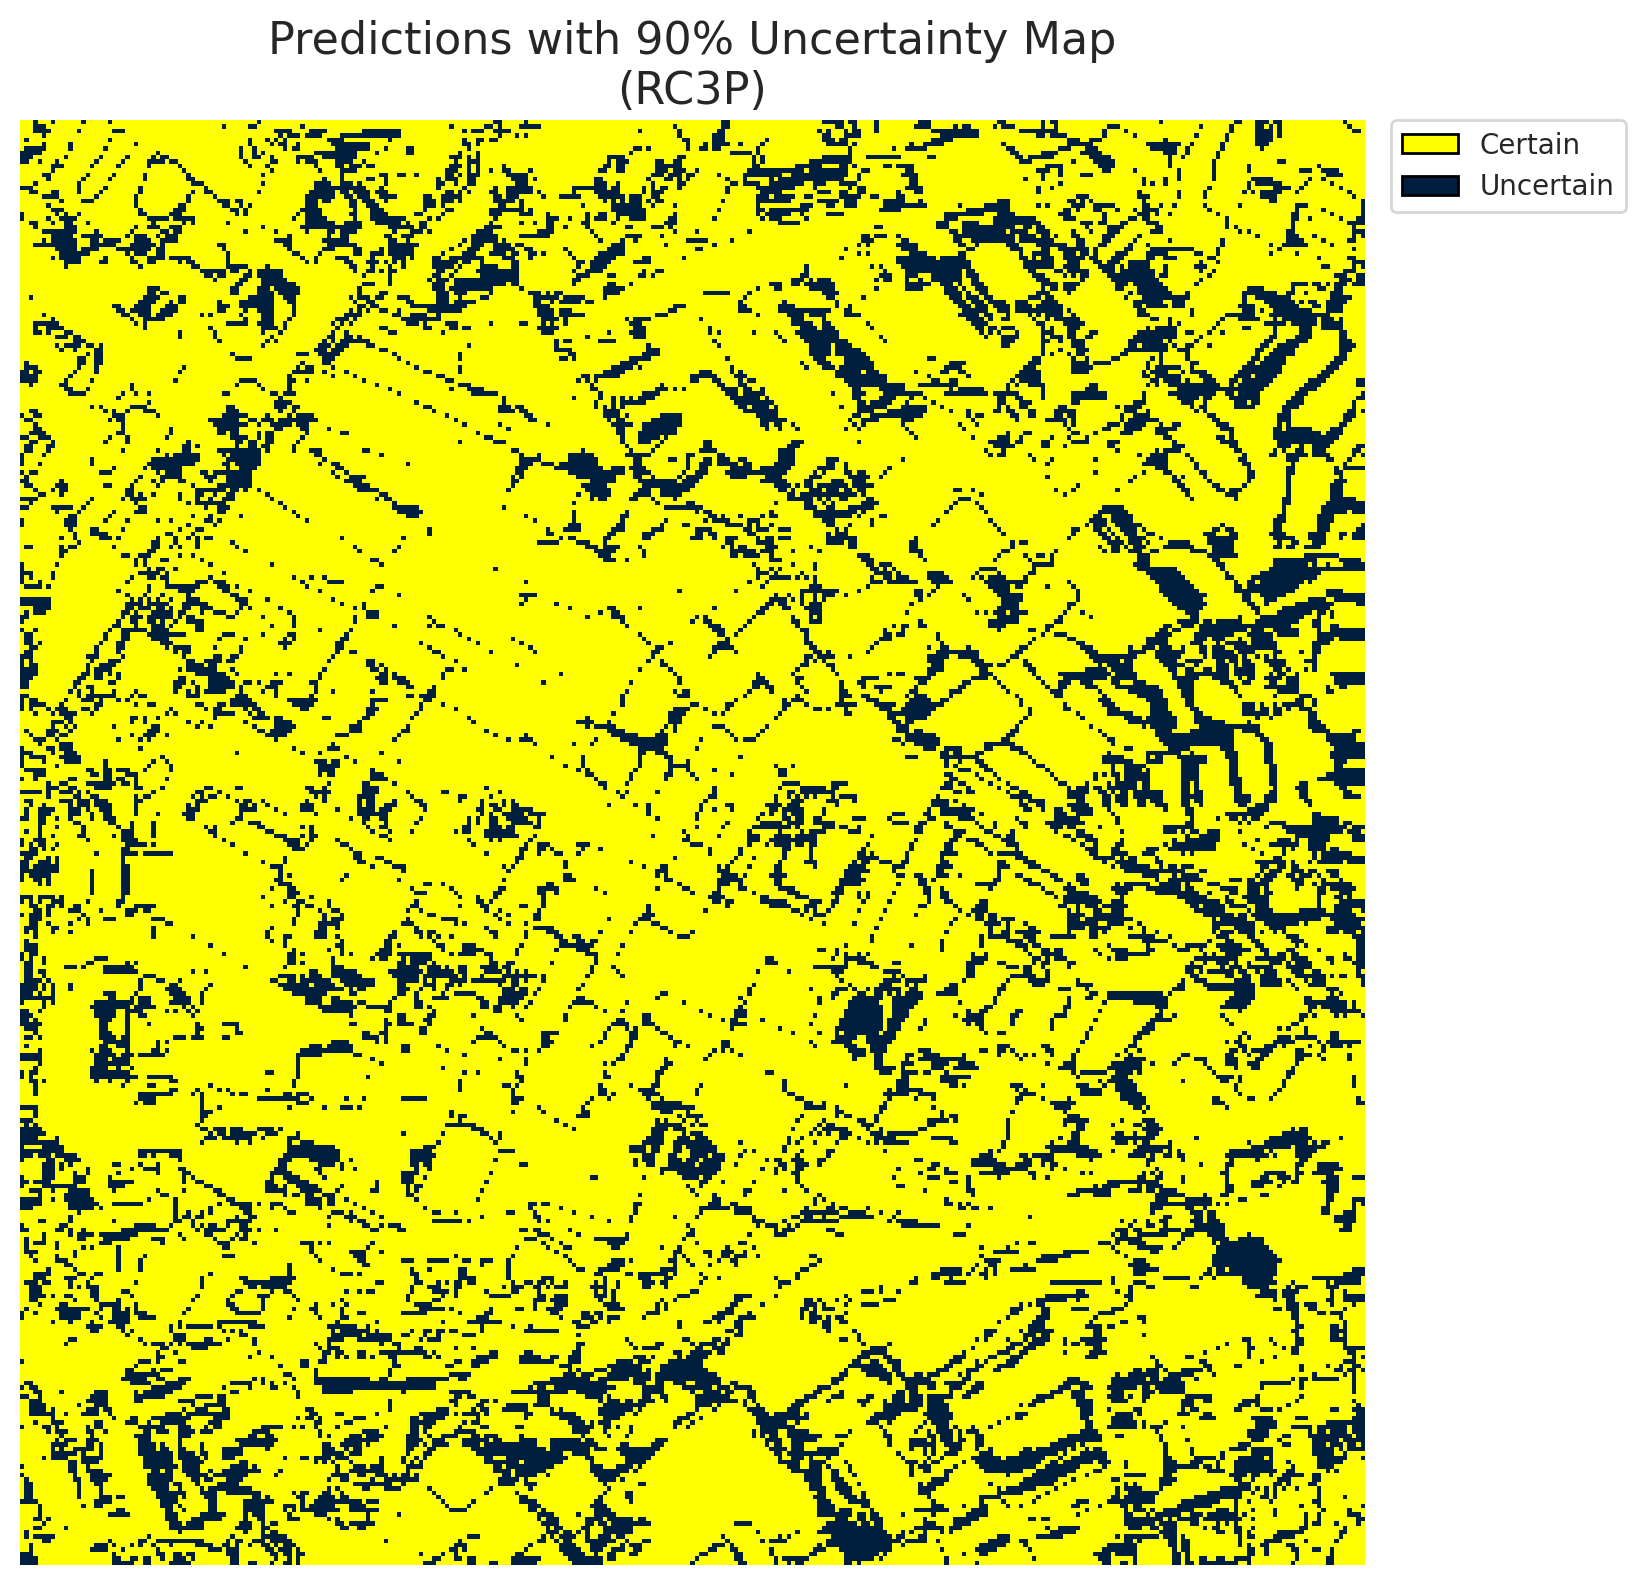 Predictions with 90% Uncertainty Map
(RC3P)
Certain
Uncertain